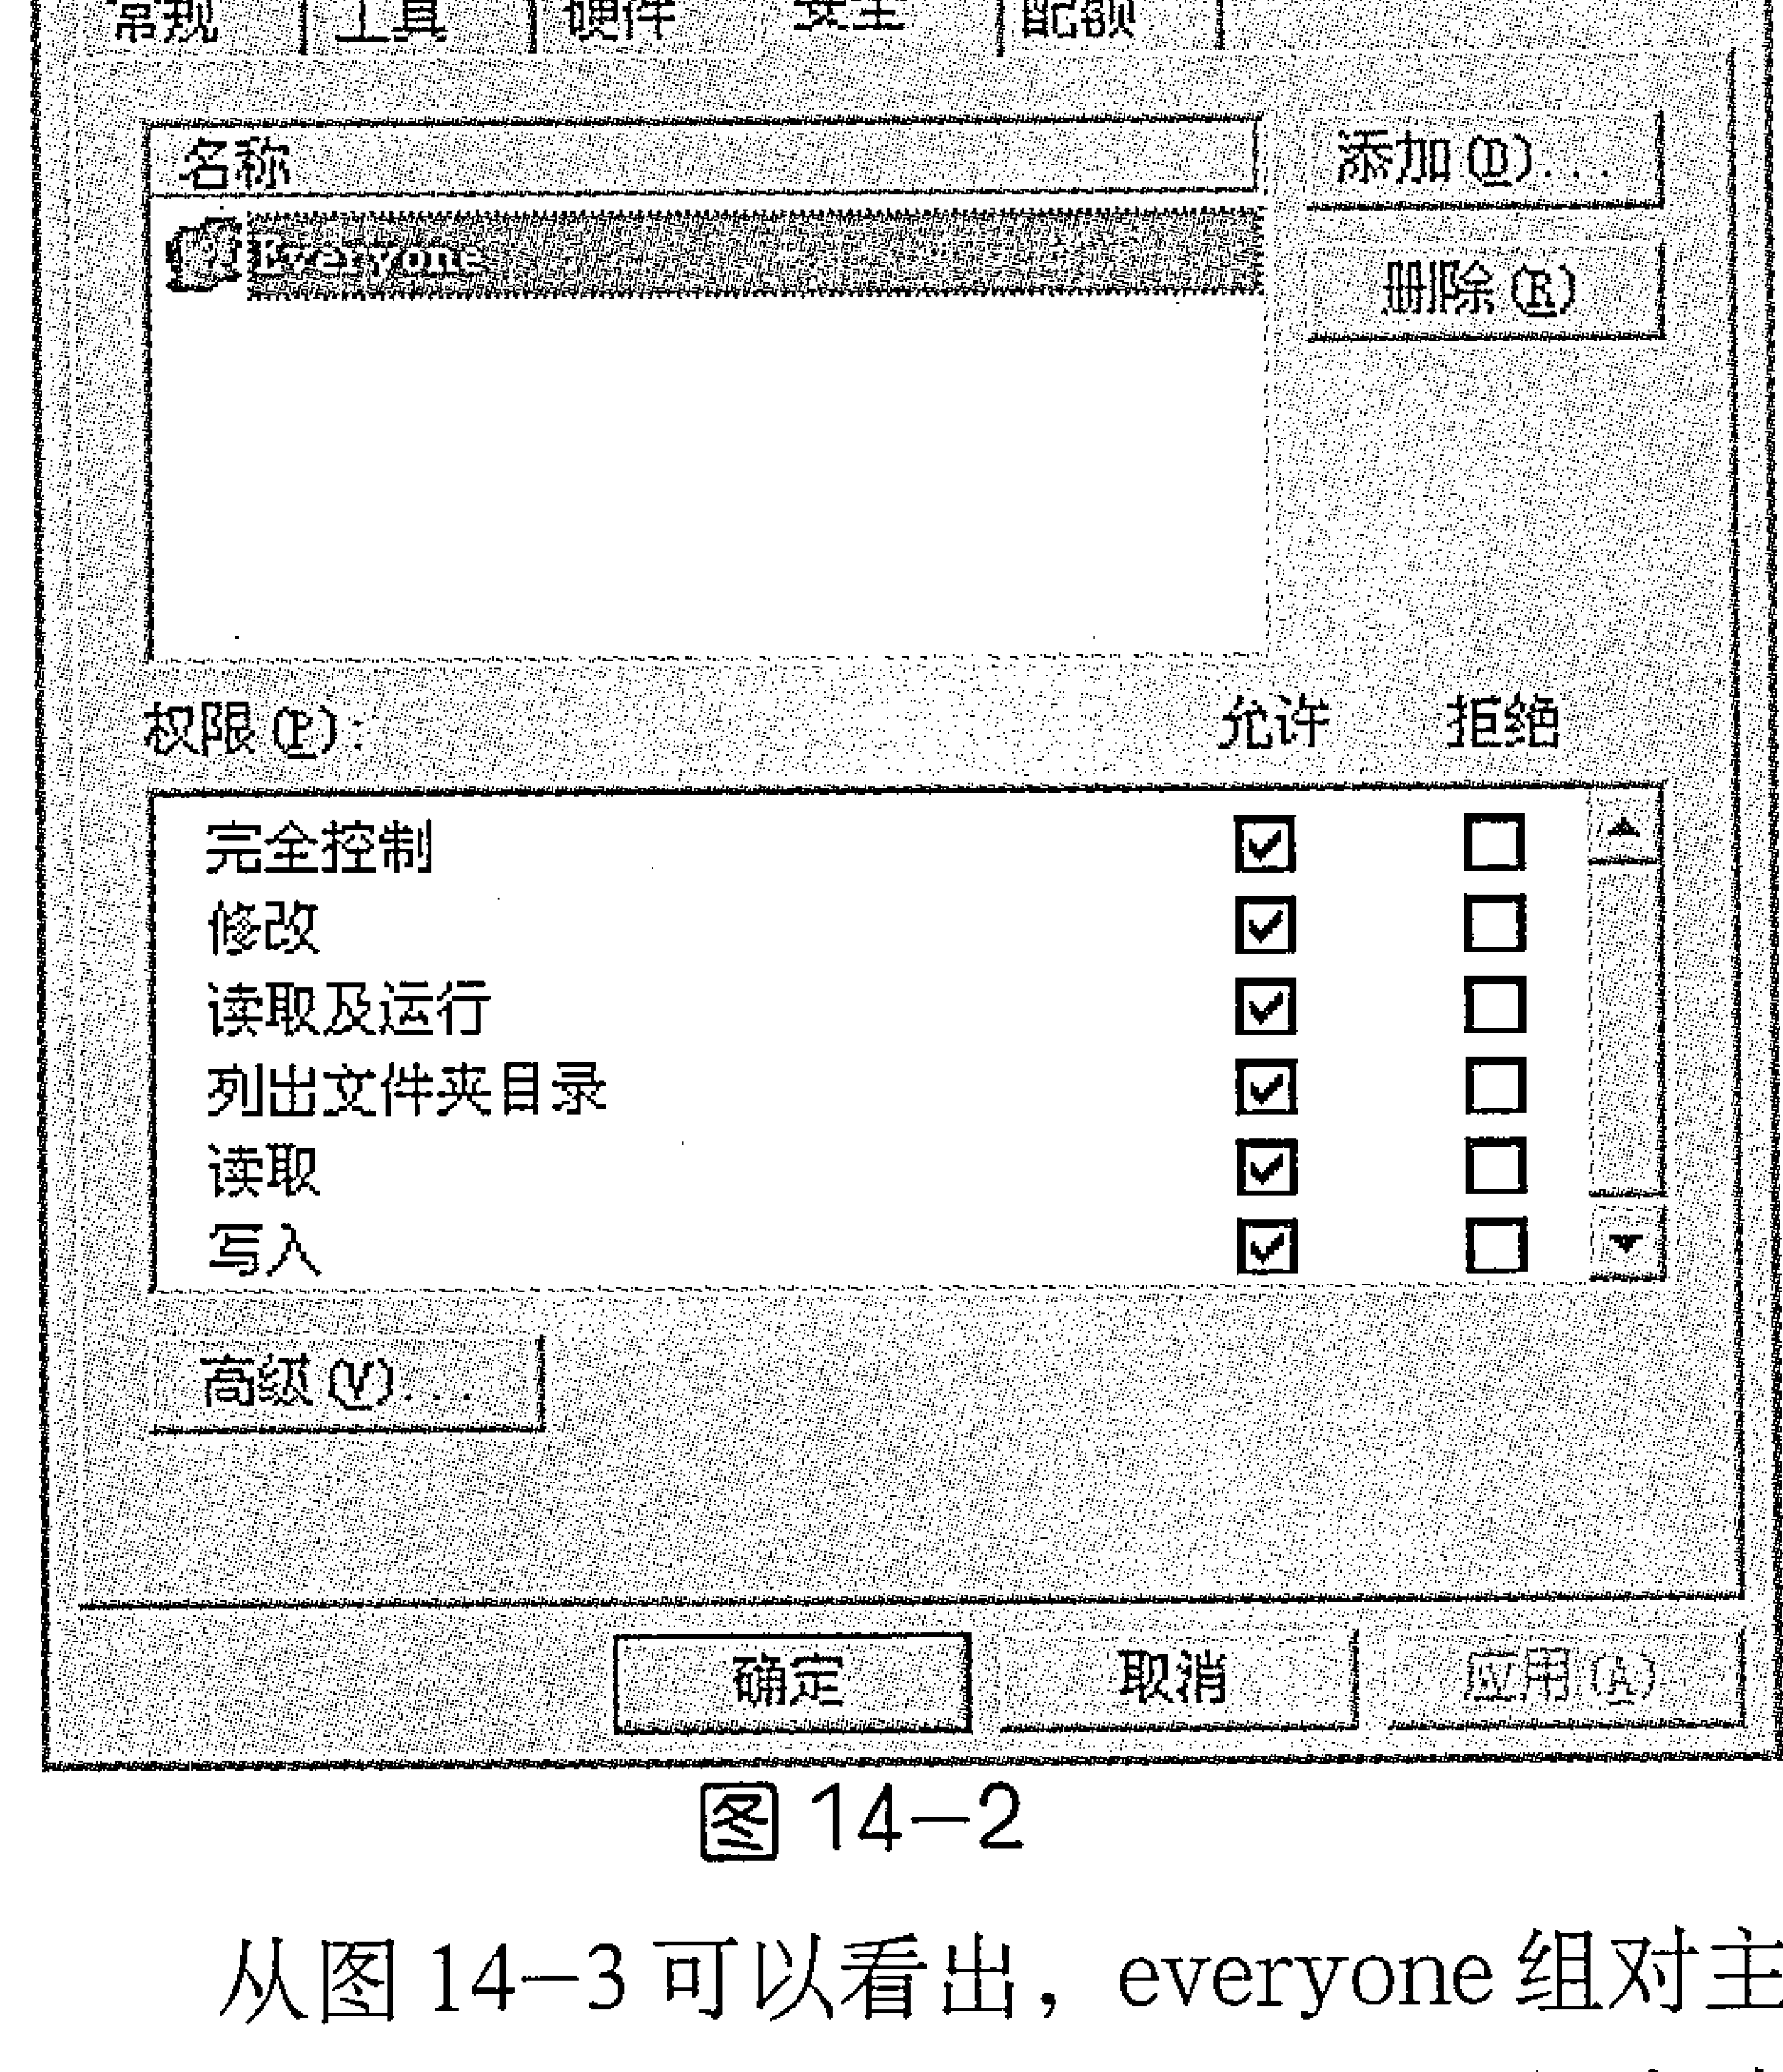 常规 工具 硬件 安全 配额
名称
添加(D)...
Everyone
删除(R)
权限(P): 允许 拒绝
完全控制
修改
读取及运行
列出文件夹目录
读取
写入
高级(V)...
确定 取消 应用(A)
图 14-2
从图 14-3 可以看出，everyone 组对主